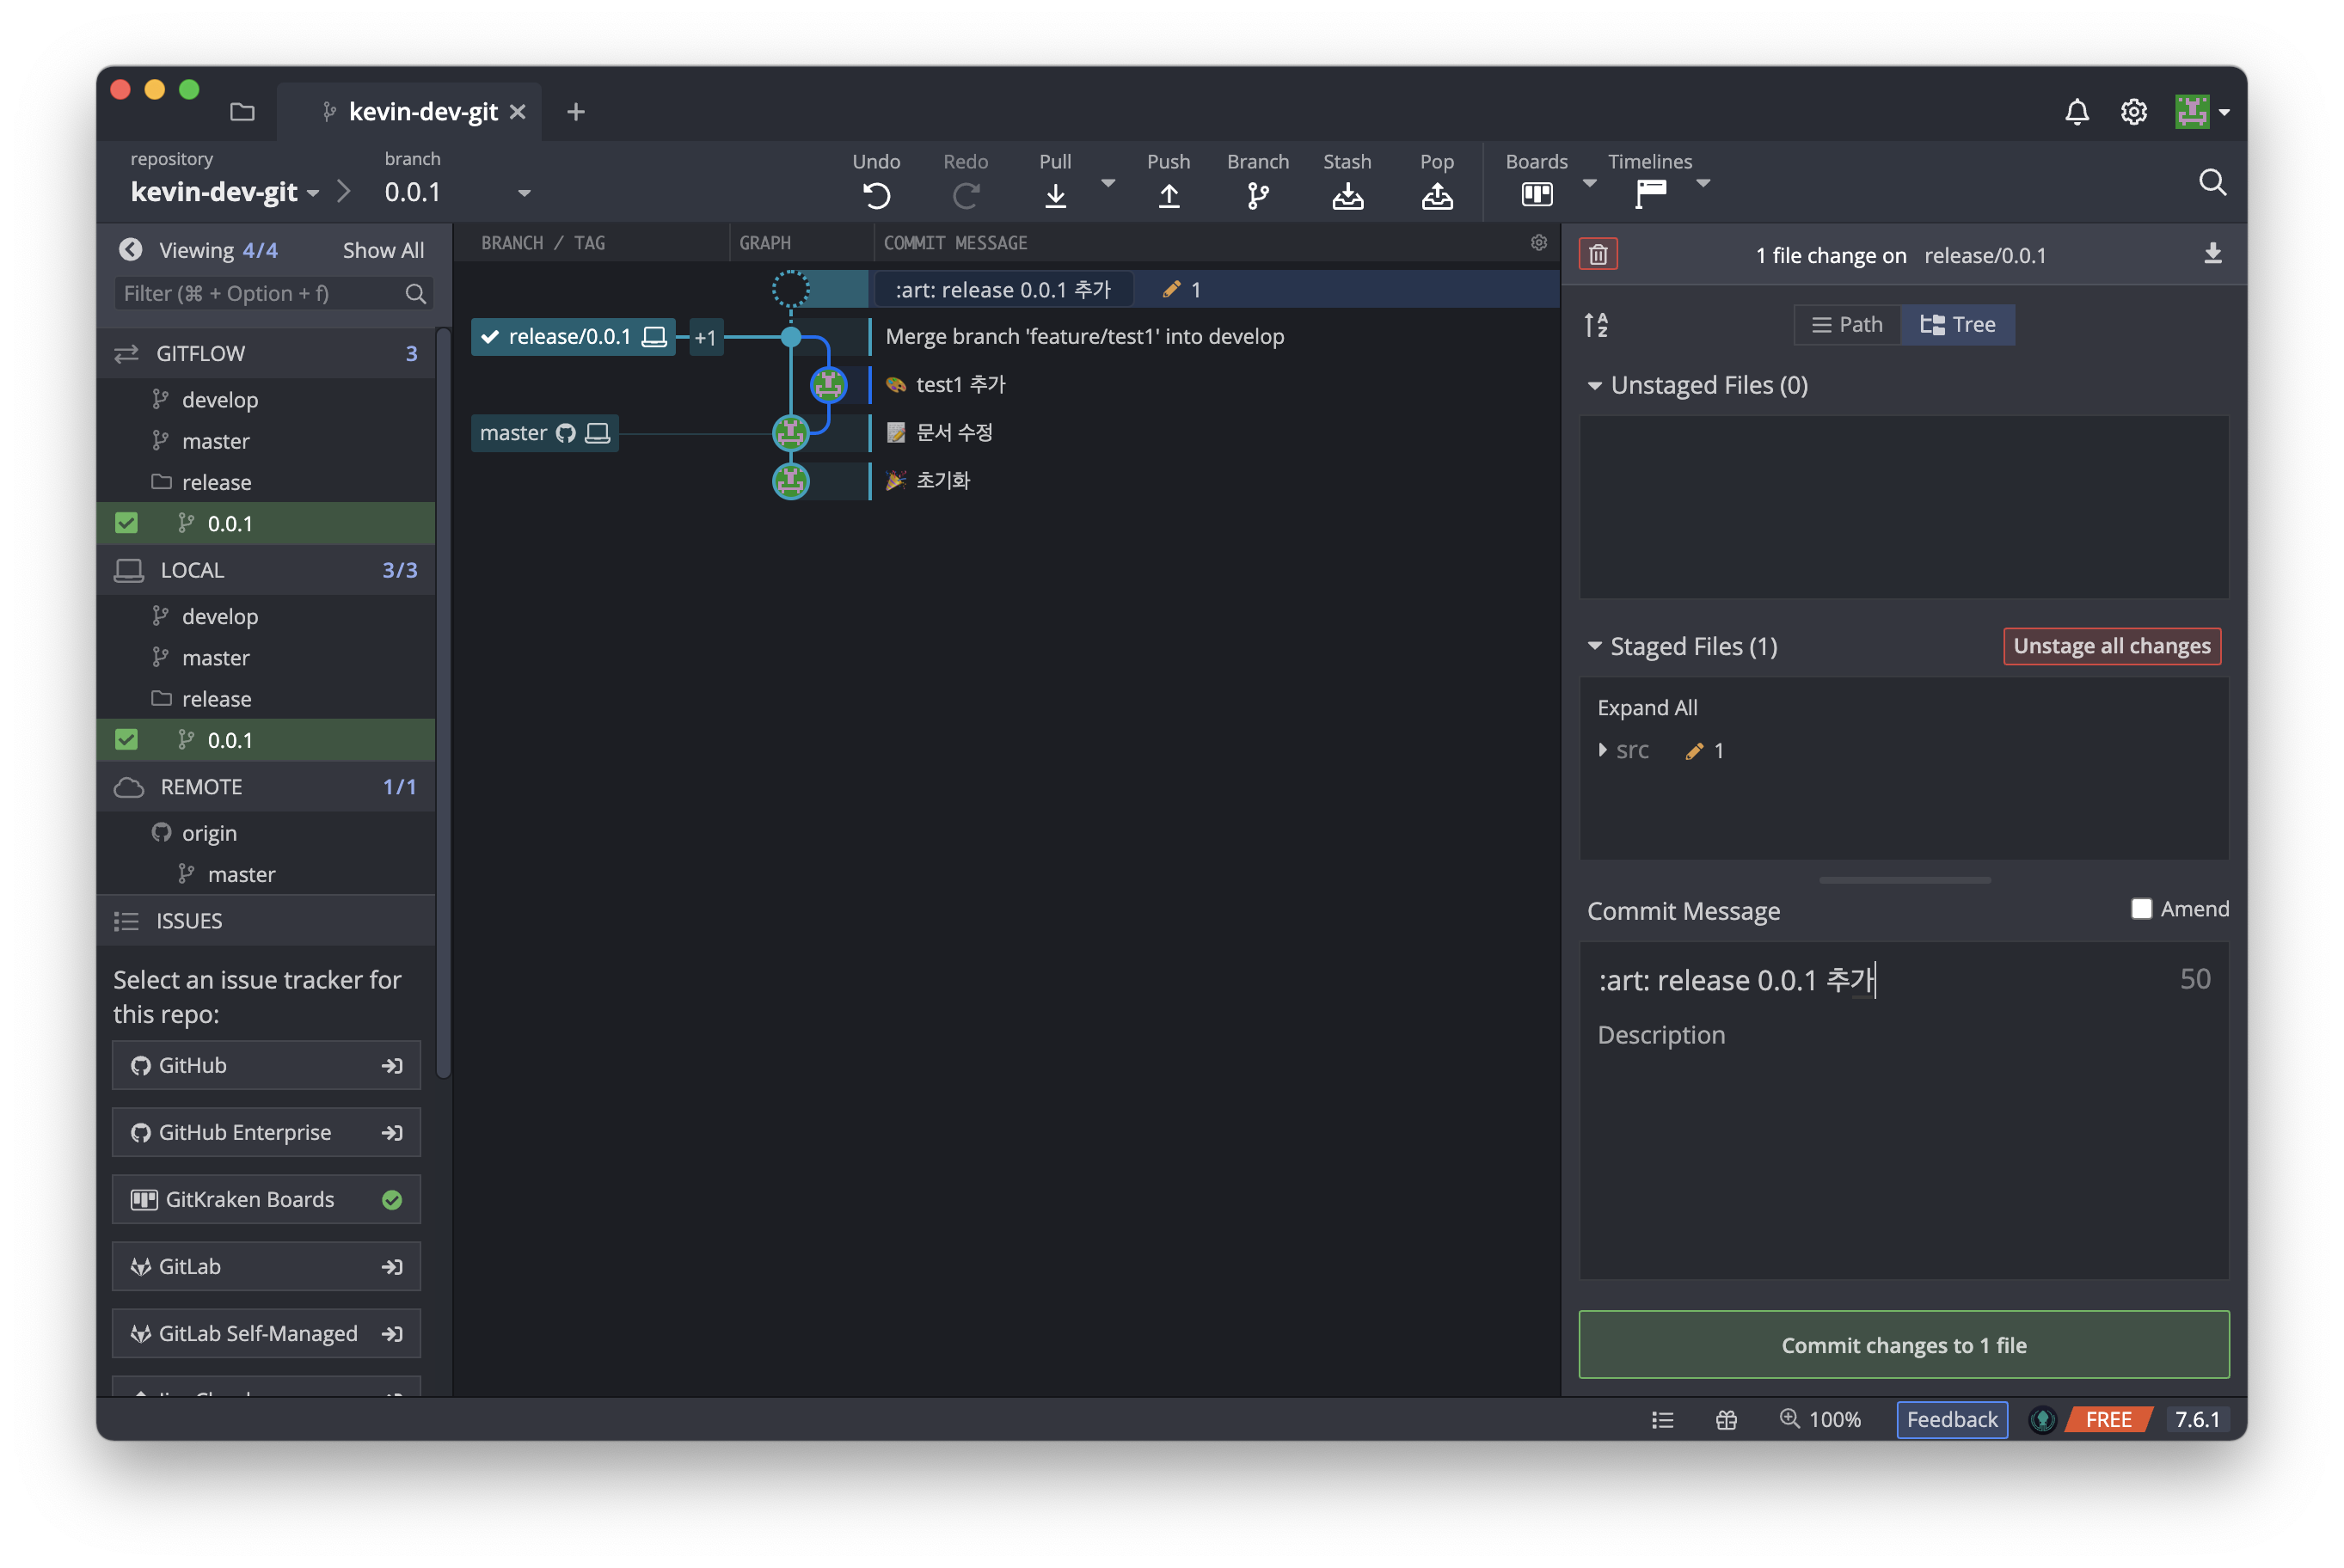 kevin-dev-git
repository
kevin-dev-git
branch
0.0.1
Undo
Redo
Pull
Push
Branch
Stash
Pop
Boards
Timelines
Viewing 4/4
Show All
Filter (⌘ + Option + f)
GITFLOW 3
develop
master
release
0.0.1
LOCAL 3/3
develop
master
release
0.0.1
REMOTE 1/1
origin
master
ISSUES
Select an issue tracker for
this repo:
GitHub
GitHub Enterprise
GitKraken Boards
GitLab
GitLab Self-Managed
BRANCH / TAG
GRAPH
COMMIT MESSAGE
:art: release 0.0.1 추가 1
release/0.0.1 +1 Merge branch 'feature/test1' into develop
test1 추가
master 문서 수정
초기화
1 file change on release/0.0.1
Path
Tree
Unstaged Files (0)
Staged Files (1)
Unstage all changes
Expand All
src 1
Commit Message
Amend
:art: release 0.0.1 추가 50
Description
Commit changes to 1 file
100%
Feedback
FREE
7.6.1